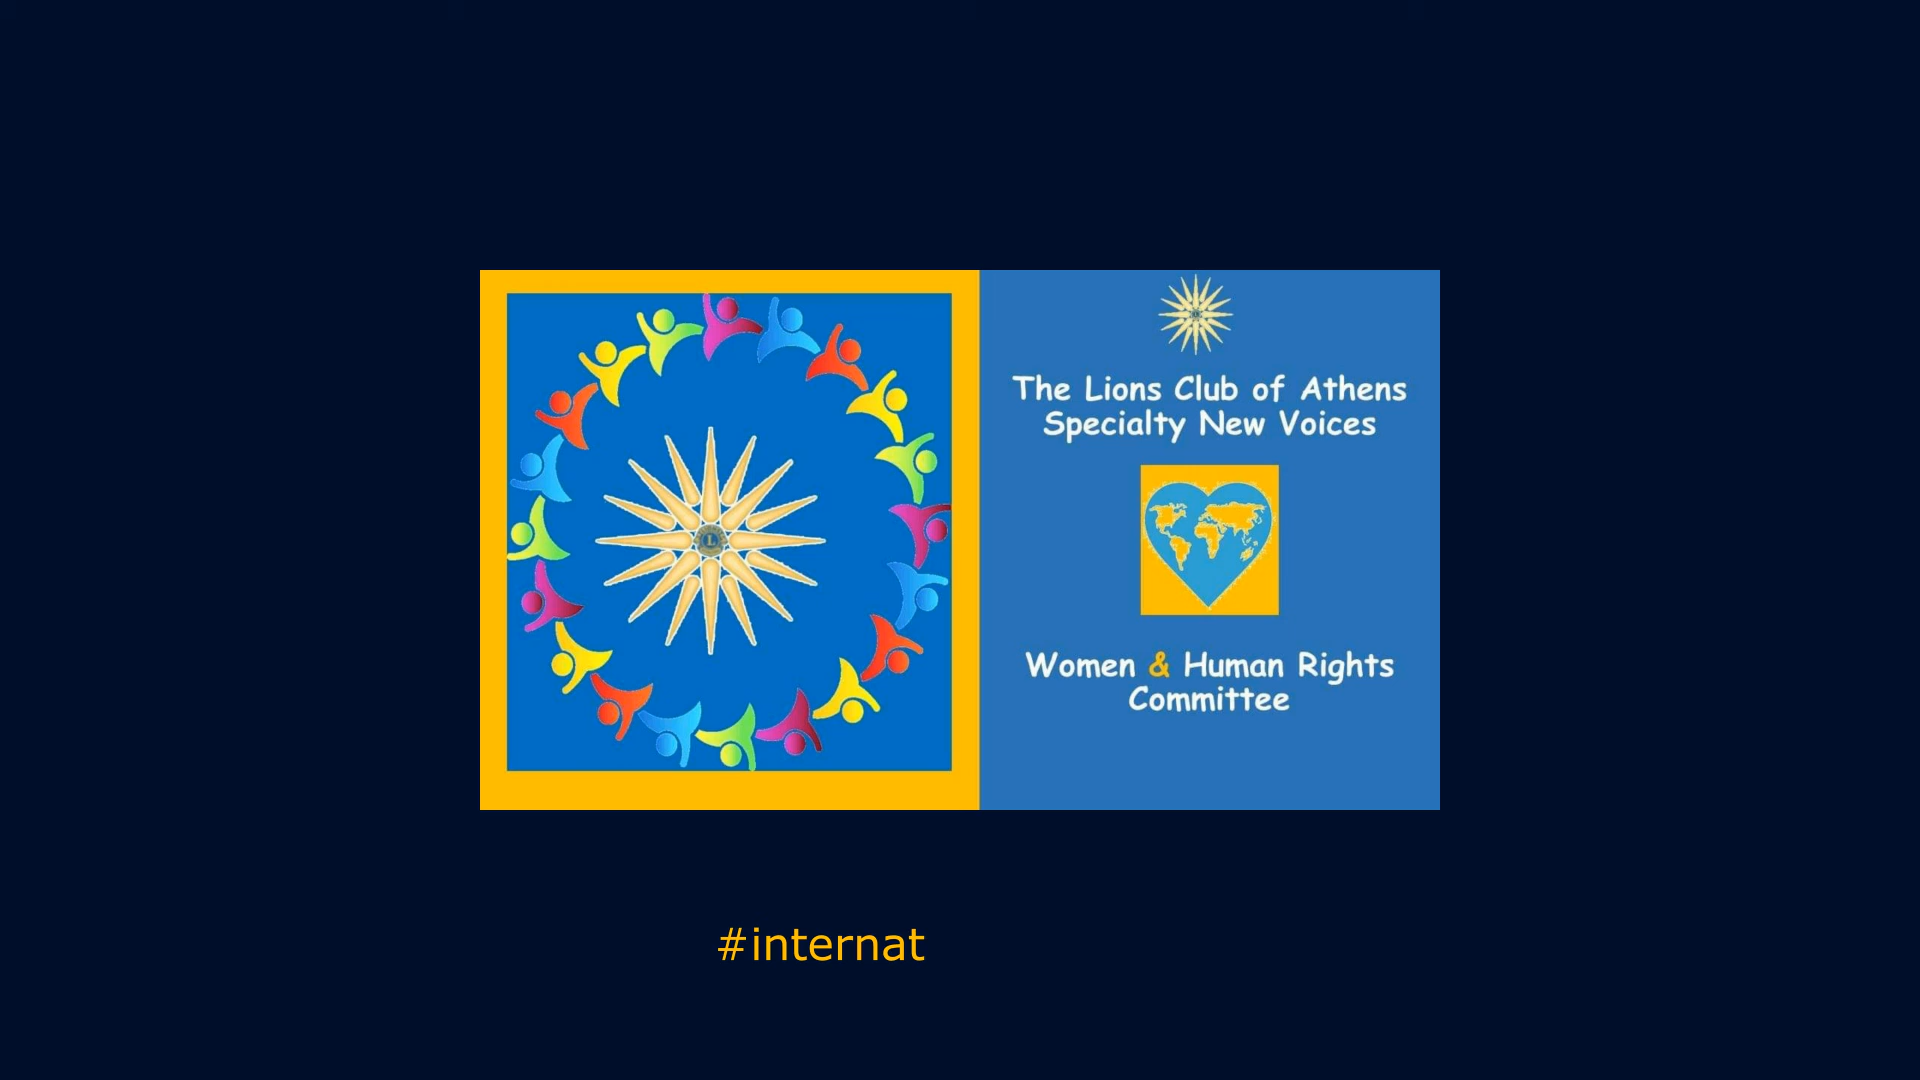 The Lions Club of Athens
Specialty New Voices
Women & Human Rights
Committee
#internat